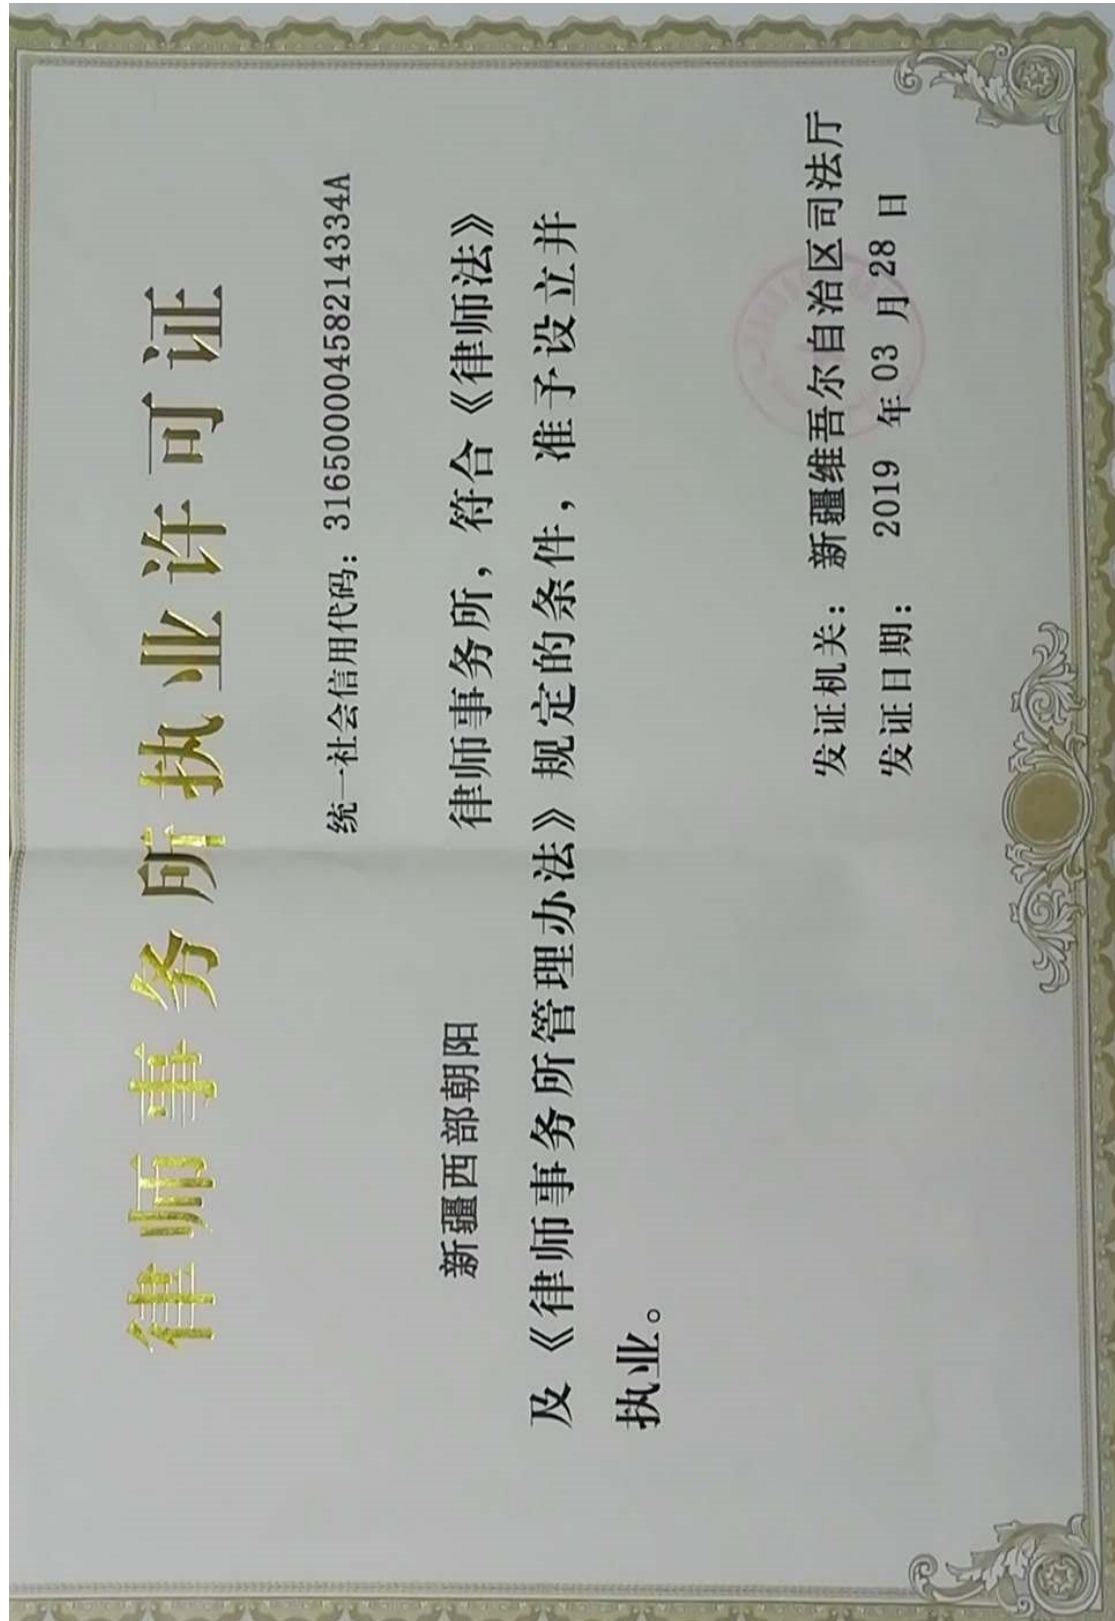 律师事务所执业许可证
统一社会信用代码：31650000458214334A
新疆西部朝阳 律师事务所，符合《律师法》
及《律师事务所管理办法》规定的条件，准予设立并
执业。
发证机关：新疆维吾尔自治区司法厅
发证日期：2019 年 03 月 28 日